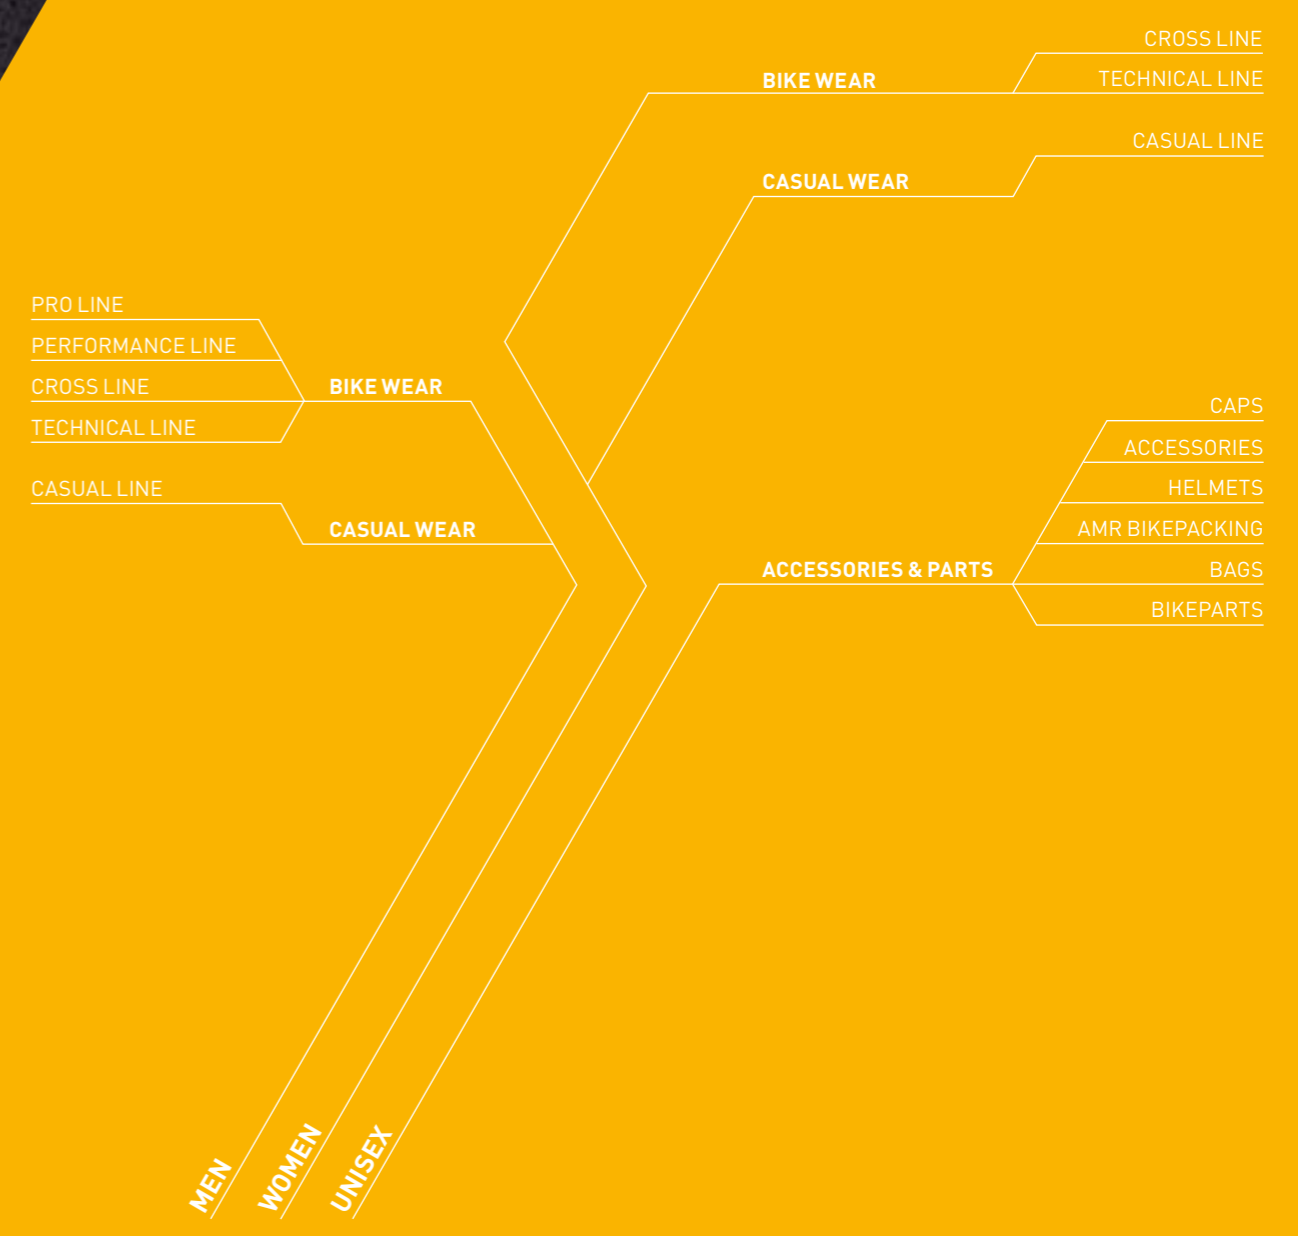 CROSS LINE
BIKE WEAR
TECHNICAL LINE
CASUAL LINE
CASUAL WEAR
PRO LINE
PERFORMANCE LINE
CROSS LINE
BIKE WEAR
TECHNICAL LINE
CASUAL LINE
CASUAL WEAR
CAPS
ACCESSORIES
HELMETS
AMR BIKEPACKING
ACCESSORIES & PARTS
BAGS
BIKEPARTS
MEN
WOMEN
UNISEX